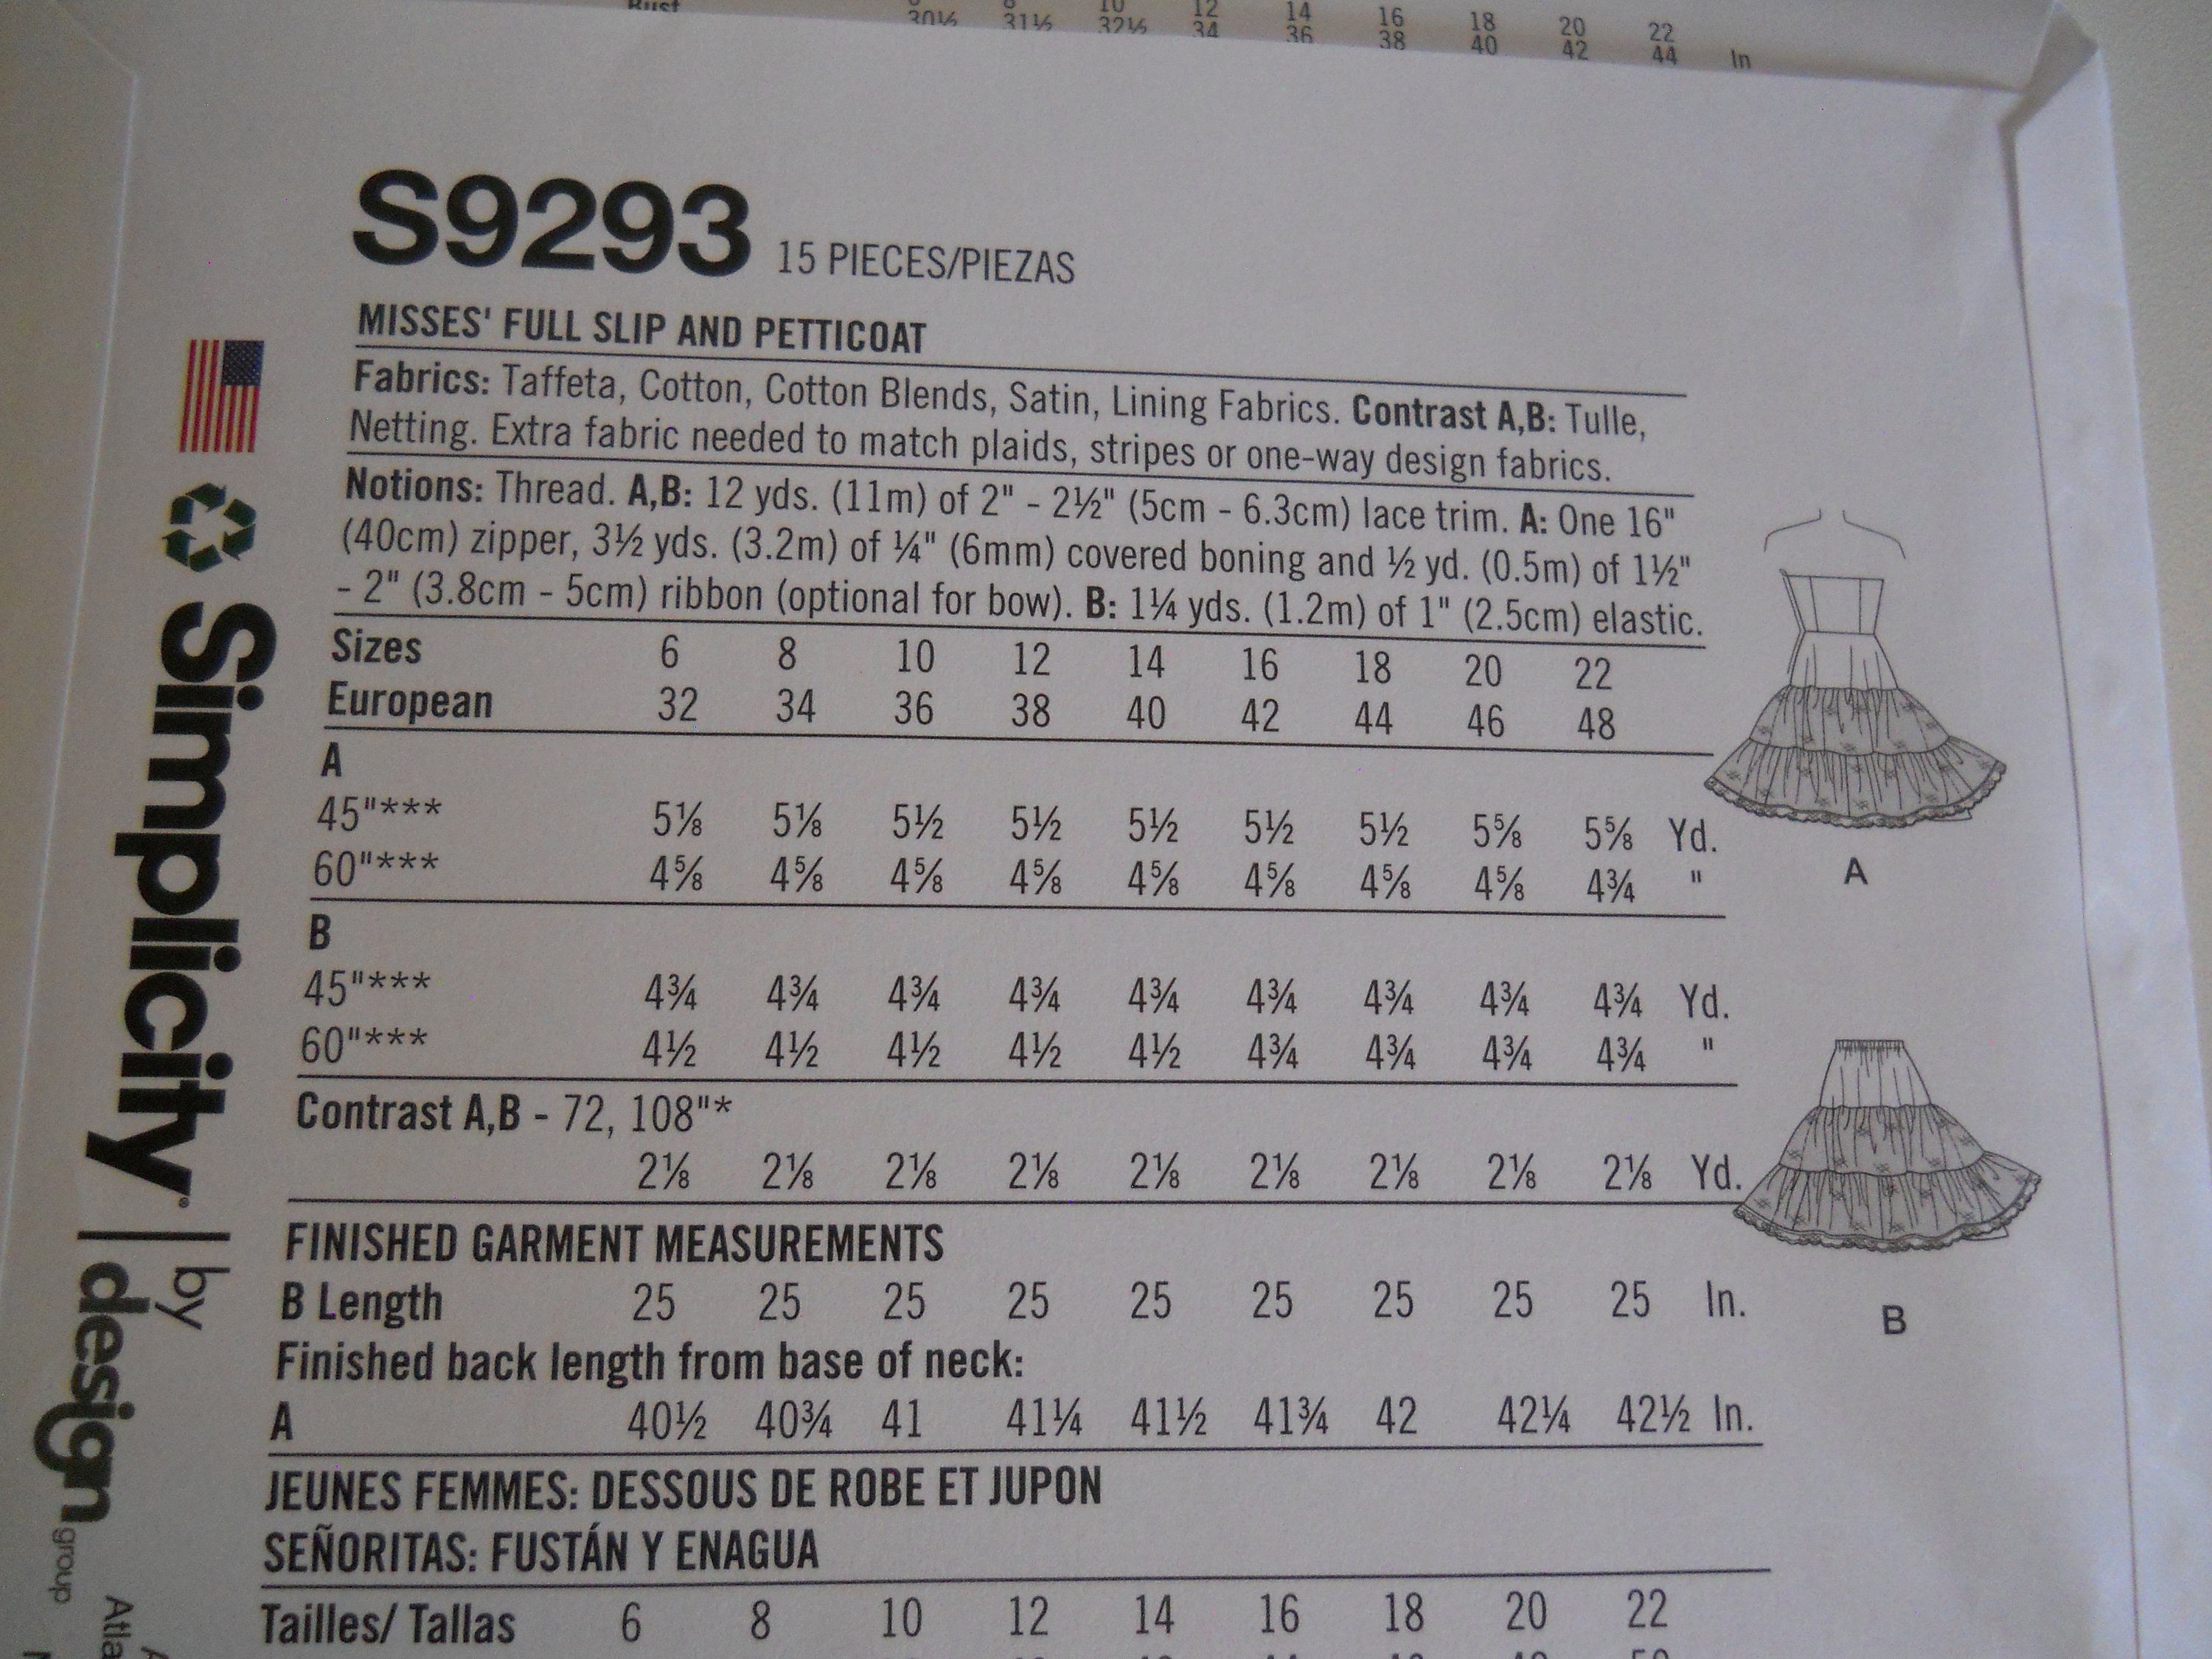 Bust
8 10 12 14 16 18 20 22
30½ 31½ 32½ 34 36 38 40 42 44 In
S9293 15 PIECES/PIEZAS
MISSES' FULL SLIP AND PETTICOAT
Fabrics: Taffeta, Cotton, Cotton Blends, Satin, Lining Fabrics. Contrast A,B: Tulle,
Netting. Extra fabric needed to match plaids, stripes or one-way design fabrics.
Notions: Thread. A,B: 12 yds. (11m) of 2" - 2½" (5cm - 6.3cm) lace trim. A: One 16"
(40cm) zipper, 3½ yds. (3.2m) of ¼" (6mm) covered boning and ½ yd. (0.5m) of 1½"
- 2" (3.8cm - 5cm) ribbon (optional for bow). B: 1¼ yds. (1.2m) of 1" (2.5cm) elastic.
Sizes 6 8 10 12 14 16 18 20 22
European 32 34 36 38 40 42 44 46 48
A
45"*** 5⅛ 5⅛ 5½ 5½ 5½ 5½ 5½ 5⅝ 5⅝ Yd.
60"*** 4⅝ 4⅝ 4⅝ 4⅝ 4⅝ 4⅝ 4⅝ 4⅝ 4¾ "
A
B
45"*** 4¾ 4¾ 4¾ 4¾ 4¾ 4¾ 4¾ 4¾ 4¾ Yd.
60"*** 4½ 4½ 4½ 4½ 4½ 4¾ 4¾ 4¾ 4¾ "
Contrast A,B - 72, 108"*
2⅛ 2⅛ 2⅛ 2⅛ 2⅛ 2⅛ 2⅛ 2⅛ 2⅛ Yd.
FINISHED GARMENT MEASUREMENTS
B Length 25 25 25 25 25 25 25 25 25 In.
B
Finished back length from base of neck:
A 40½ 40¾ 41 41¼ 41½ 41¾ 42 42¼ 42½ In.
JEUNES FEMMES: DESSOUS DE ROBE ET JUPON
SEÑORITAS: FUSTÁN Y ENAGUA
Tailles/ Tallas 6 8 10 12 14 16 18 20 22
Simplicity | by
design
group